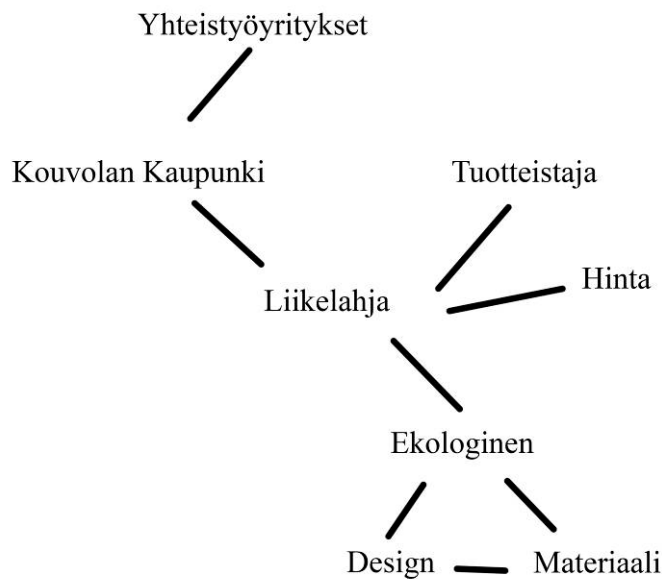 Yhteistyöyritykset
Kouvolan Kaupunki
Tuotteistaja
Hinta
Liikelahja
Ekologinen
Design
Materiaali